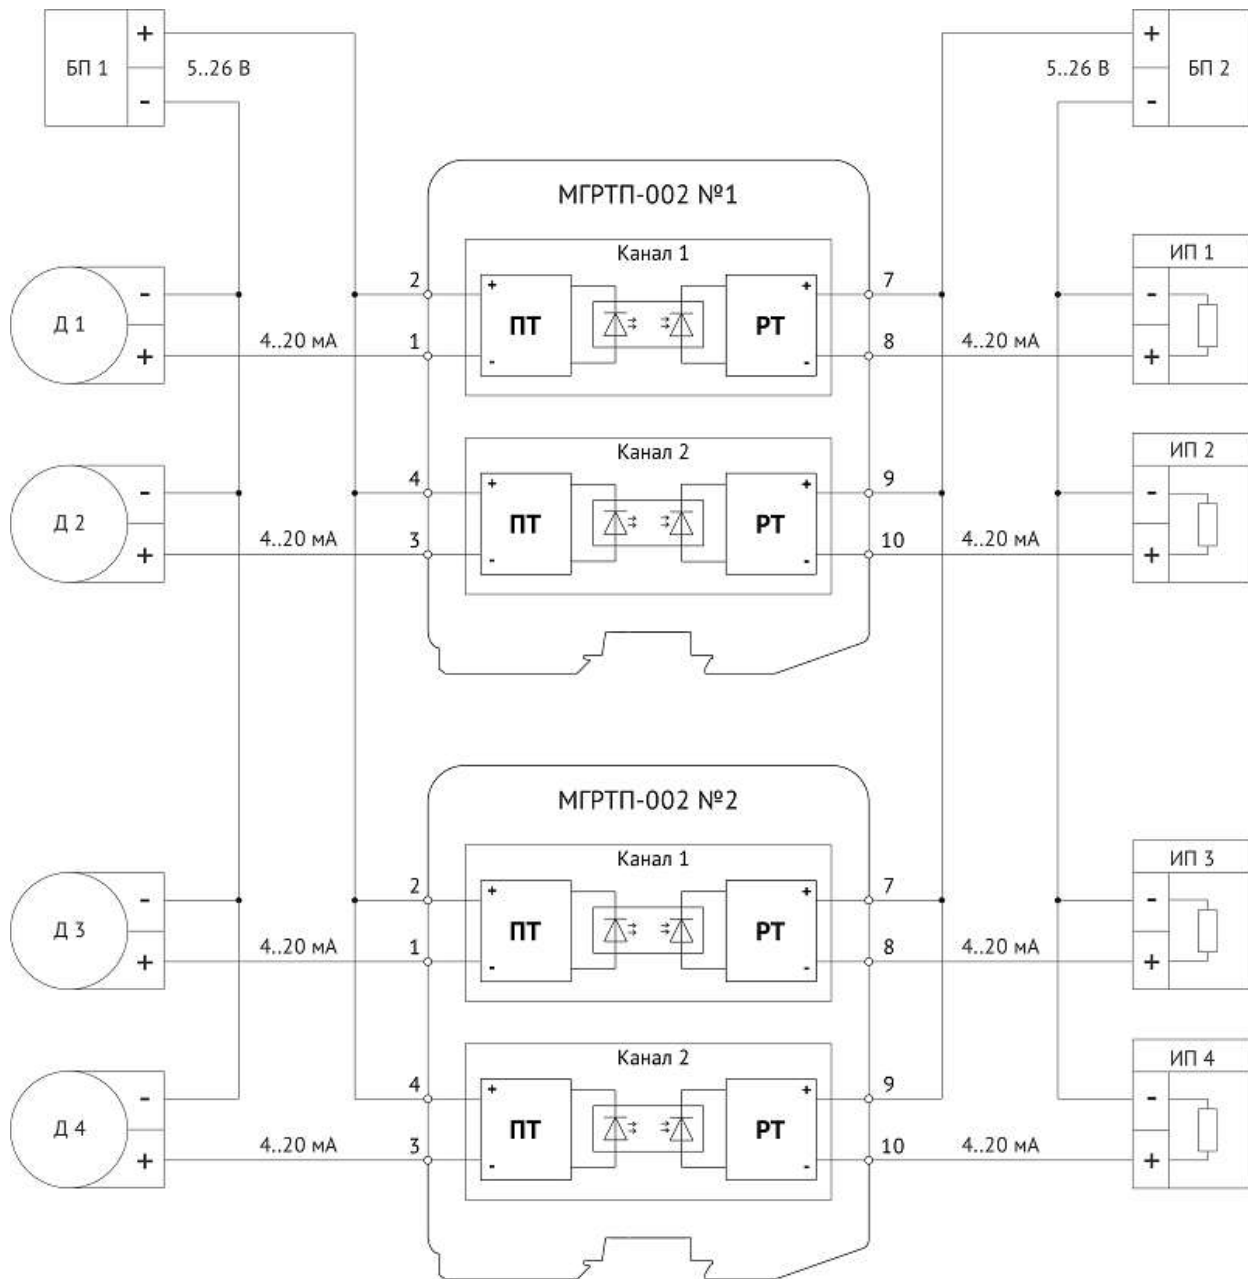 БП 1
+
-
5..26 В
5..26 В
+
-
БП 2
МГРТП-002 №1
Канал 1
Д 1
-
+
4..20 мА
2
1
+
-
ПТ
РТ
+
-
7
8
4..20 мА
ИП 1
-
+
Канал 2
Д 2
-
+
4..20 мА
4
3
+
-
ПТ
РТ
+
-
9
10
4..20 мА
ИП 2
-
+
МГРТП-002 №2
Канал 1
Д 3
-
+
4..20 мА
2
1
+
-
ПТ
РТ
+
-
7
8
4..20 мА
ИП 3
-
+
Канал 2
Д 4
-
+
4..20 мА
4
3
+
-
ПТ
РТ
+
-
9
10
4..20 мА
ИП 4
-
+